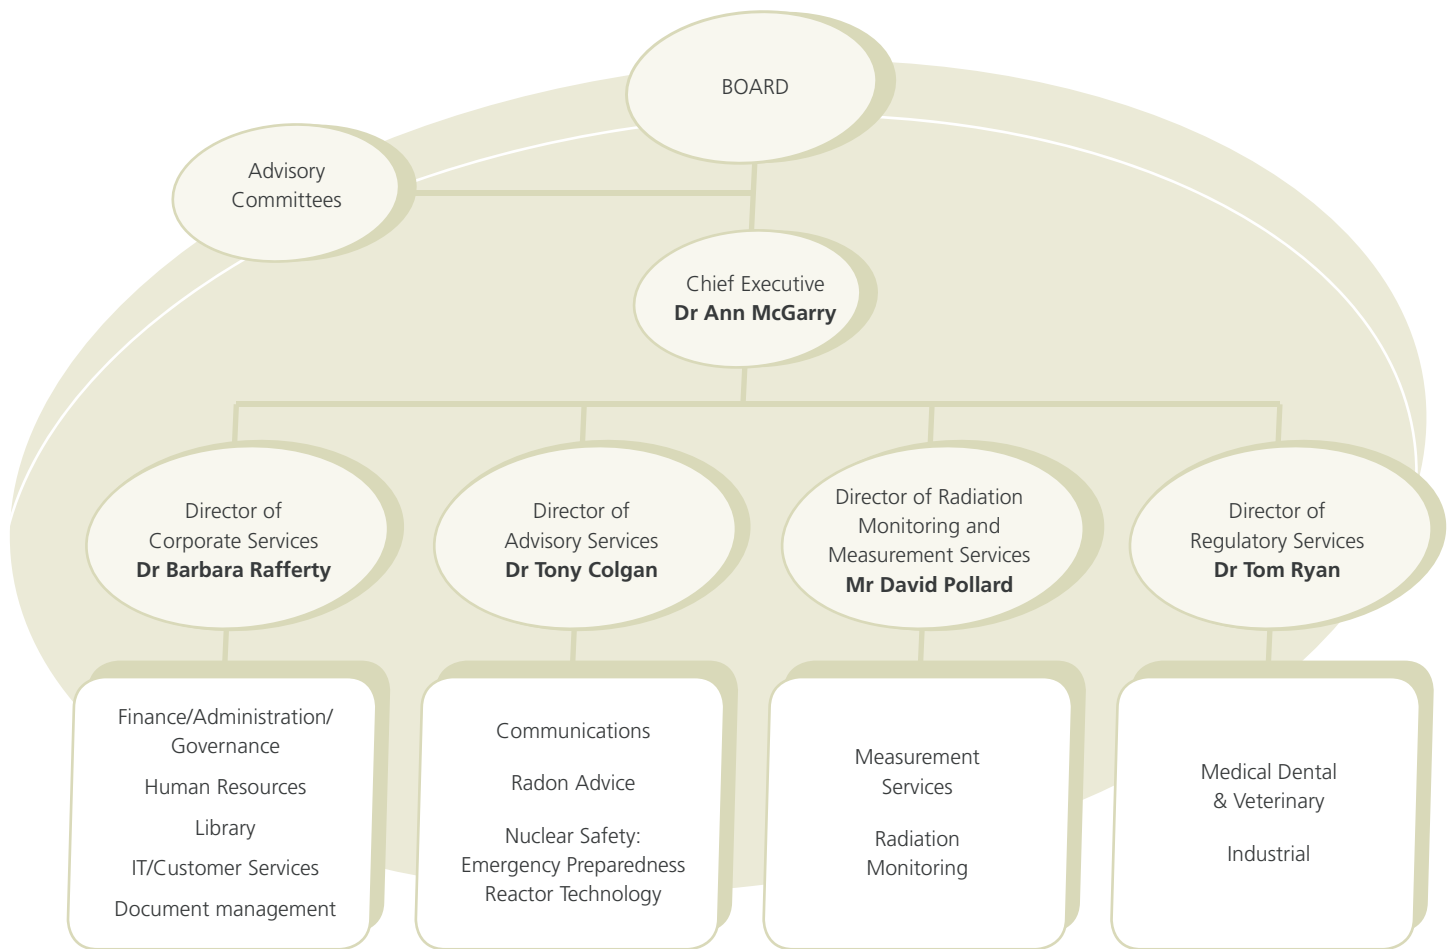 BOARD
Advisory
Committees
Chief Executive
Dr Ann McGarry
Director of
Corporate Services
Dr Barbara Rafferty
Director of
Advisory Services
Dr Tony Colgan
Director of Radiation
Monitoring and
Measurement Services
Mr David Pollard
Director of
Regulatory Services
Dr Tom Ryan
Finance/Administration/
Governance
Human Resources
Library
IT/Customer Services
Document management
Communications
Radon Advice
Nuclear Safety:
Emergency Preparedness
Reactor Technology
Measurement
Services
Radiation
Monitoring
Medical Dental
& Veterinary
Industrial